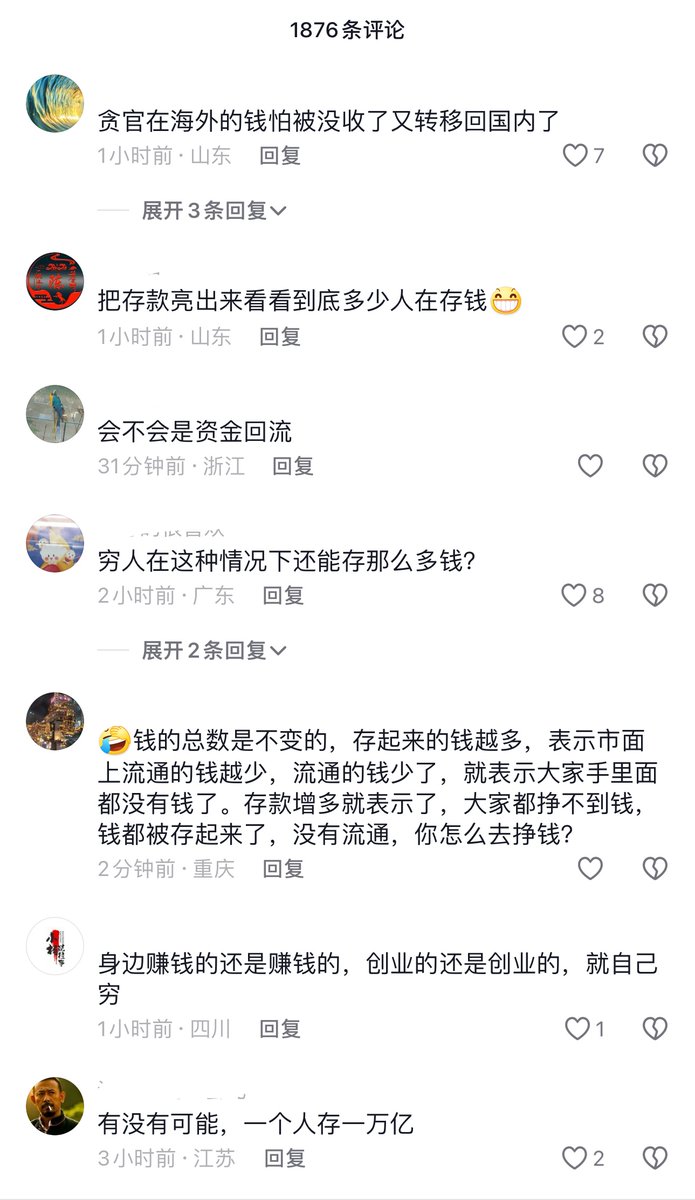 1876条评论
贪官在海外的钱怕被没收了又转移回国内了
1小时前·山东 回复 7
展开3条回复
把存款亮出来看看到底多少人在存钱😁
1小时前·山东 回复 2
会不会是资金回流
31分钟前·浙江 回复
穷人在这种情况下还能存那么多钱?
2小时前·广东 回复 8
展开2条回复
🤣钱的总数是不变的，存起来的钱越多，表示市面
上流通的钱越少，流通的钱少了，就表示大家手里面
都没有钱了。存款增多就表示了，大家都挣不到钱，
钱都被存起来了，没有流通，你怎么去挣钱?
2分钟前·重庆 回复
身边赚钱的还是赚钱的，创业的还是创业的，就自己
穷
1小时前·四川 回复 1
有没有可能，一个人存一万亿
3小时前·江苏 回复 2